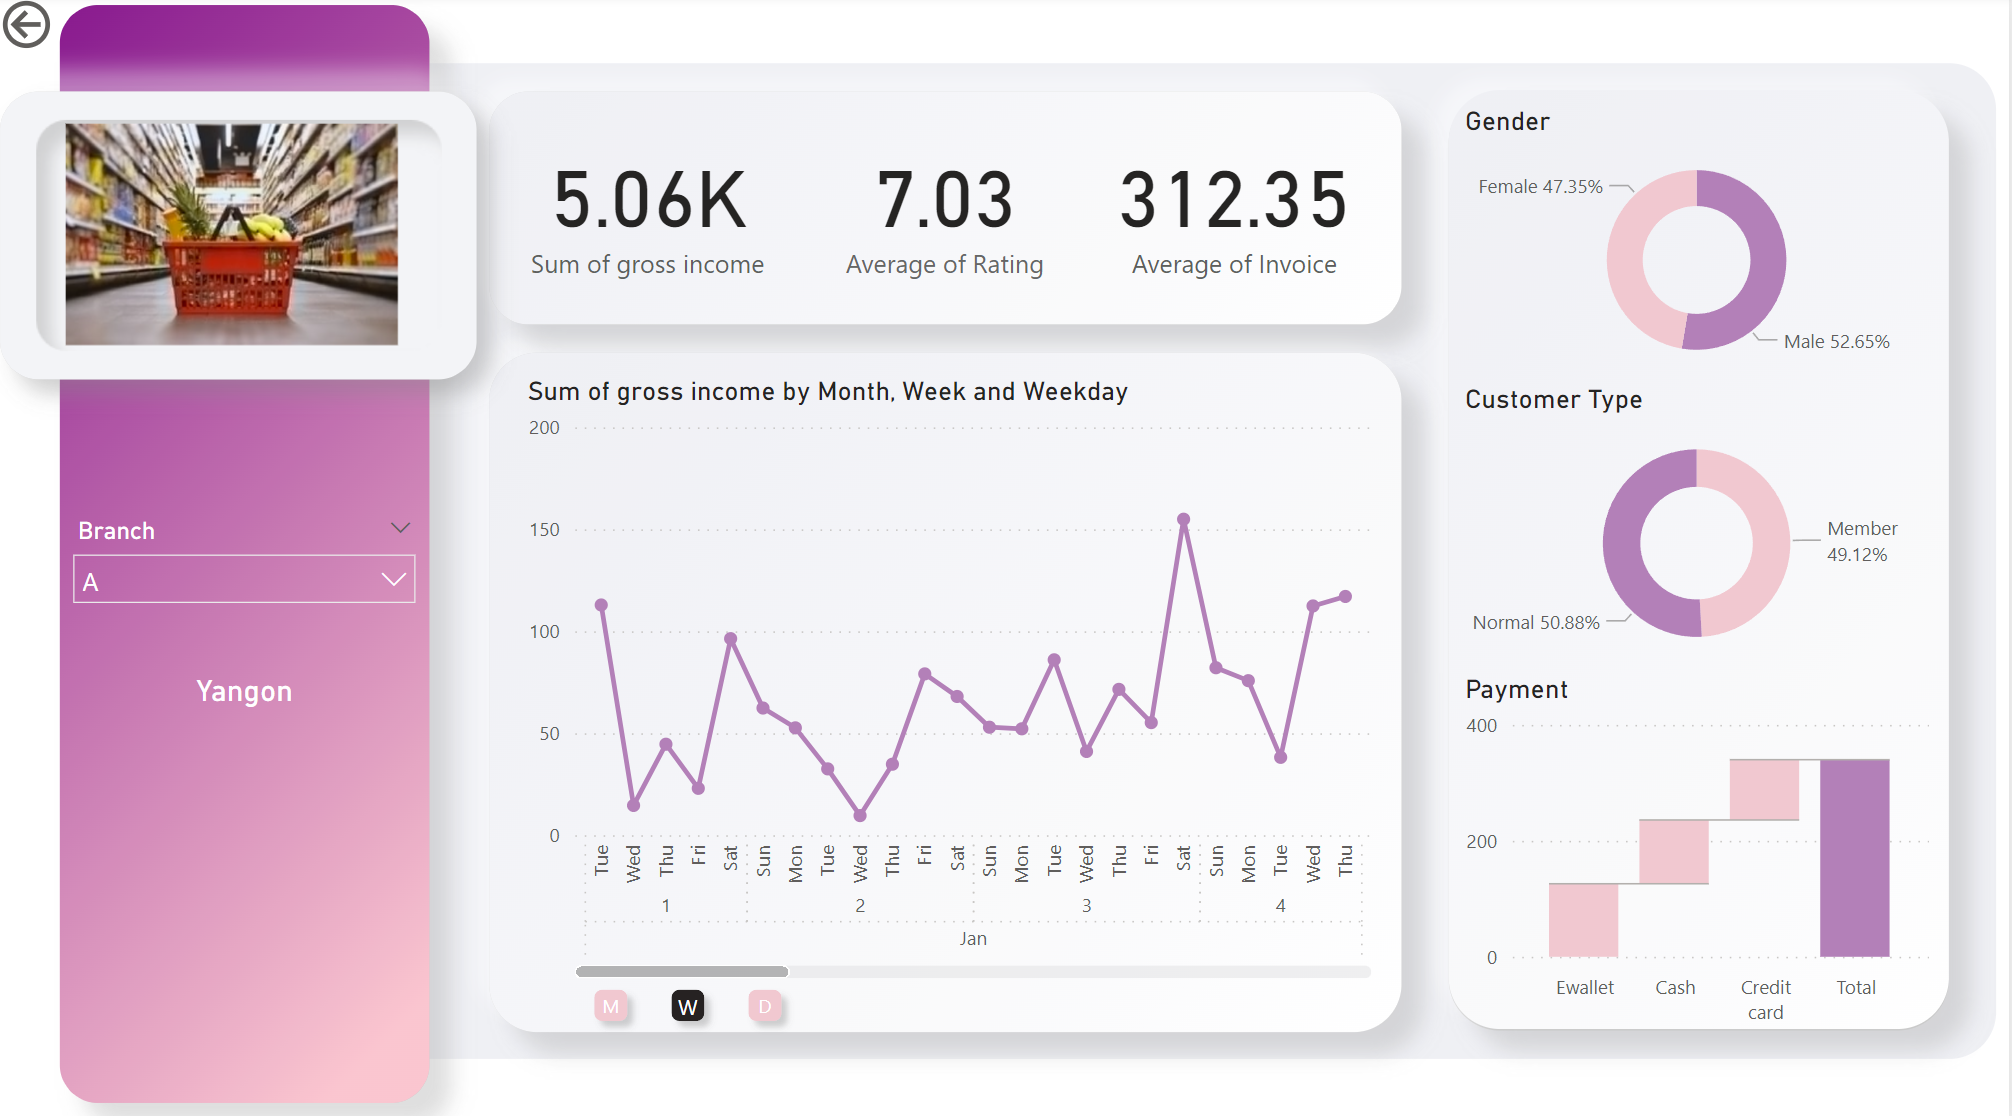 Branch
A
Yangon
5.06K
Sum of gross income
7.03
Average of Rating
312.35
Average of Invoice
Sum of gross income by Month, Week and Weekday
200
150
100
50
0
Tue Wed Thu Fri Sat Sun Mon Tue Wed Thu Fri Sat Sun Mon Tue Wed Thu Fri Sat Sun Mon Tue Wed Thu
1 2 3 4
Jan
M W D
Gender
Female 47.35%
Male 52.65%
Customer Type
Member
49.12%
Normal 50.88%
Payment
400
200
0
Ewallet Cash Credit card Total